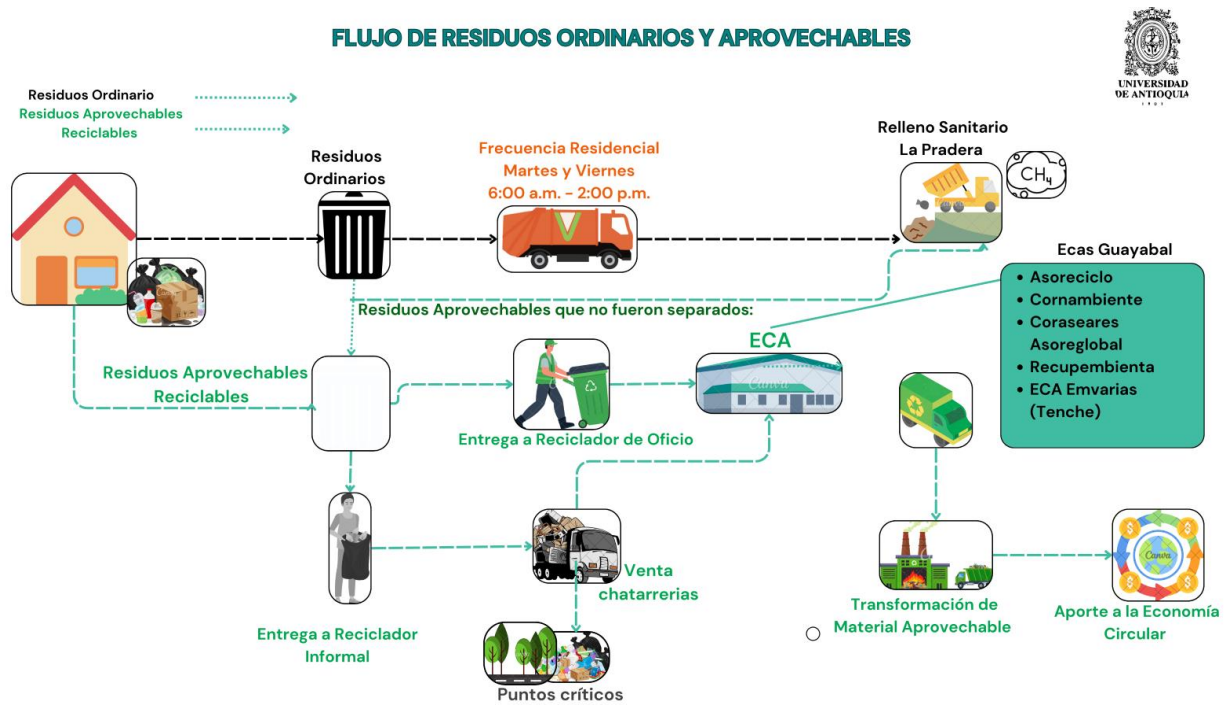 FLUJO DE RESIDUOS ORDINARIOS Y APROVECHABLES
UNIVERSIDAD
DE ANTIOQUIA
1803
Residuos Ordinario
Residuos Aprovechables
Reciclables
Residuos
Ordinarios
Frecuencia Residencial
Martes y Viernes
6:00 a.m. - 2:00 p.m.
Relleno Sanitario
La Pradera
CH4
Ecas Guayabal
• Asoreciclo
• Cornambiente
• Coraseares
Asoreglobal
• Recupembienta
• ECA Emvarias
(Tenche)
Residuos Aprovechables que no fueron separados:
ECA
Canva
Residuos Aprovechables
Reciclables
Entrega a Reciclador de Oficio
Venta
chatarrerias
Entrega a Reciclador
Informal
Puntos críticos
Transformación de
Material Aprovechable
Canva
Aporte a la Economía
Circular